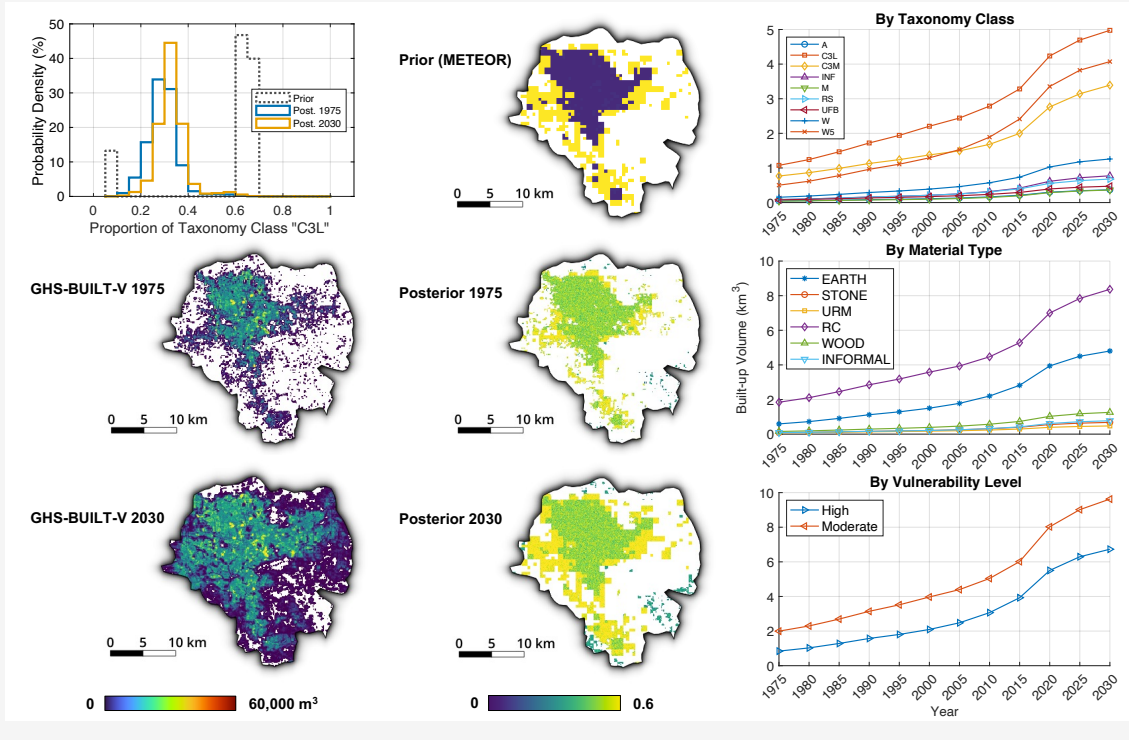 50
40
30
20
10
0
Probability Density (%)
Prior
Post. 1975
Post. 2030
0 0.2 0.4 0.6 0.8 1
Proportion of Taxonomy Class "C3L"
Prior (METEOR)
0 5 10 km
By Taxonomy Class
5
4
3
2
1
0
A
C3L
C3M
INF
M
RS
UFB
W
W5
1975 1980 1985 1990 1995 2000 2005 2010 2015 2020 2025 2030
GHS-BUILT-V 1975
0 5 10 km
Posterior 1975
0 5 10 km
By Material Type
Built-up Volume (km³)
10
8
6
4
2
0
EARTH
STONE
URM
RC
WOOD
INFORMAL
1975 1980 1985 1990 1995 2000 2005 2010 2015 2020 2025 2030
GHS-BUILT-V 2030
0 5 10 km
0 60,000 m³
Posterior 2030
0 5 10 km
0 0.6
By Vulnerability Level
10
8
6
4
2
0
High
Moderate
1975 1980 1985 1990 1995 2000 2005 2010 2015 2020 2025 2030
Year